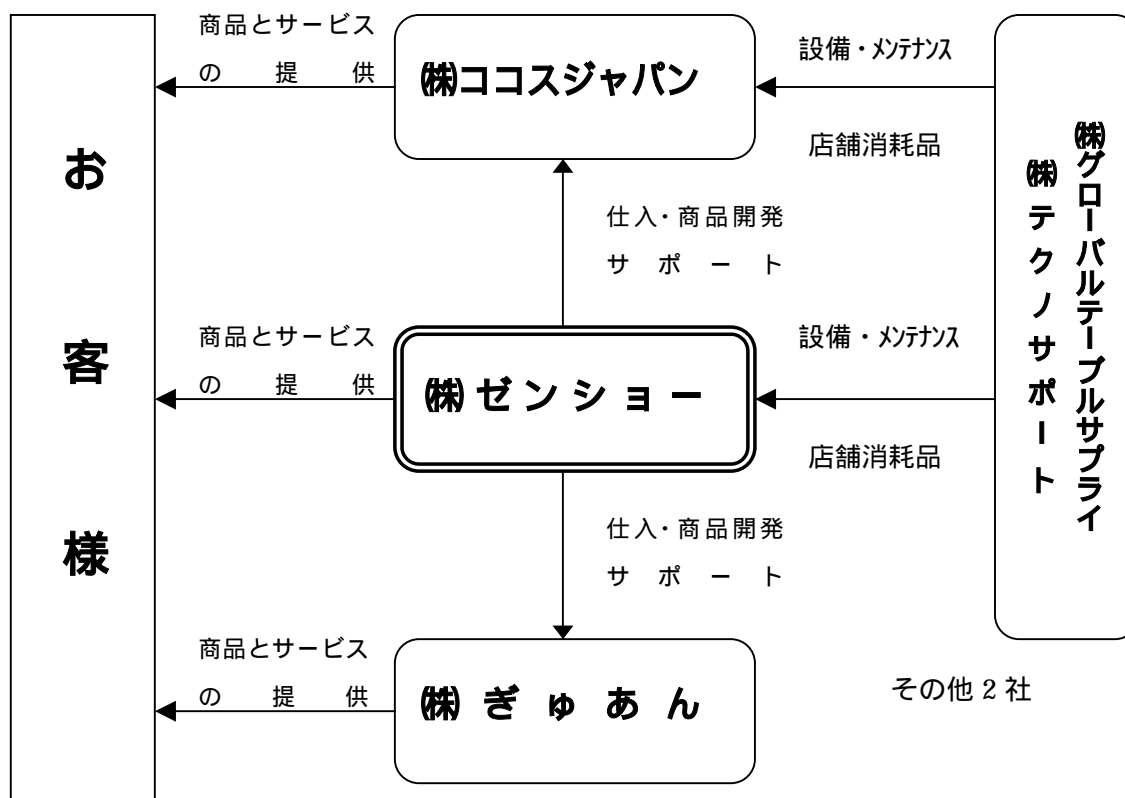 お客様
商品とサービス
の提供
㈱ココスジャパン
設備・メンテナンス
店舗消耗品
仕入・商品開発
サポート
商品とサービス
の提供
㈱ゼンショー
設備・メンテナンス
店舗消耗品
仕入・商品開発
サポート
商品とサービス
の提供
㈱ぎゅあん
㈱グローバルテーブルサプライ
㈱テクノサポート
その他2社